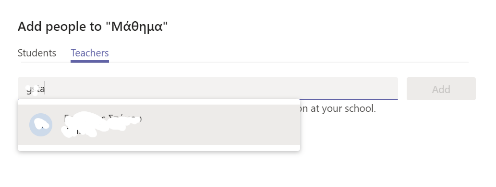 Add people to "Μάθημα"
Students Teachers
Add
on at your school.